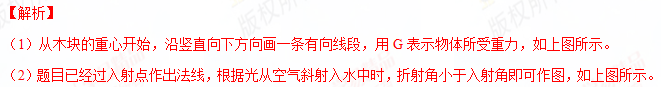 【解析】
（1）从木块的重心开始，沿竖直向下方向画一条有向线段，用 G 表示物体所受重力，如上图所示。
（2）题目已经过入射点作出法线，根据光从空气斜射入水中时，折射角小于入射角即可作图，如上图所示。